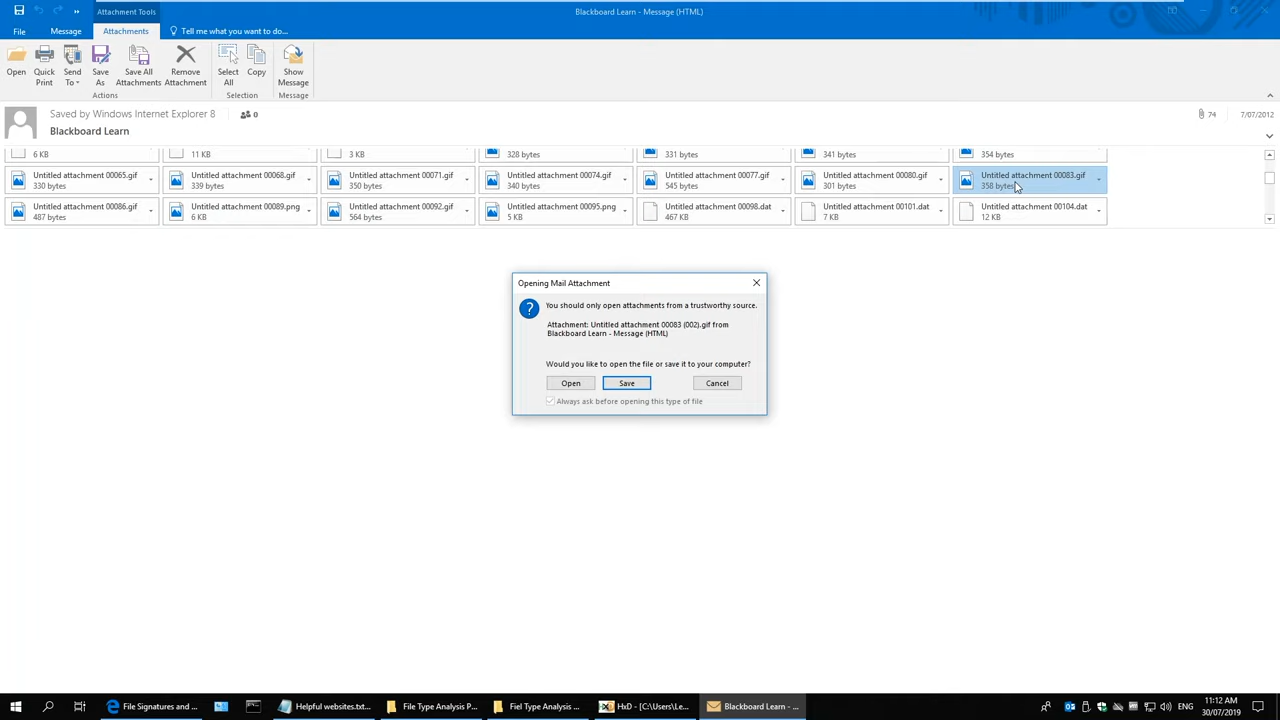 Attachment Tools
Blackboard Learn - Message (HTML)
File
Message
Attachments
Tell me what you want to do...
Open
Quick Print
Send To
Save As
Save All Attachments
Remove Attachment
Select All
Copy
Show Message
Actions
Selection
Message
Saved by Windows Internet Explorer 8
0
74
7/07/2012
Blackboard Learn
6 KB
11 KB
3 KB
328 bytes
331 bytes
341 bytes
354 bytes
Untitled attachment 00065.gif
330 bytes
Untitled attachment 00068.gif
339 bytes
Untitled attachment 00071.gif
350 bytes
Untitled attachment 00074.gif
340 bytes
Untitled attachment 00077.gif
545 bytes
Untitled attachment 00080.gif
301 bytes
Untitled attachment 00083.gif
358 bytes
Untitled attachment 00086.gif
487 bytes
Untitled attachment 00089.png
6 KB
Untitled attachment 00092.gif
564 bytes
Untitled attachment 00095.png
5 KB
Untitled attachment 00098.dat
467 KB
Untitled attachment 00101.dat
7 KB
Untitled attachment 00104.dat
12 KB
Opening Mail Attachment
You should only open attachments from a trustworthy source.
Attachment: Untitled attachment 00083 (002).gif from
Blackboard Learn - Message (HTML)
Would you like to open the file or save it to your computer?
Open
Save
Cancel
Always ask before opening this type of file
File Signatures and ...
Helpful websites.txt...
File Type Analysis P...
Fiel Type Analysis ...
HxD - [C:\Users\Le...
Blackboard Learn - ...
ENG
11:12 AM
30/07/2019